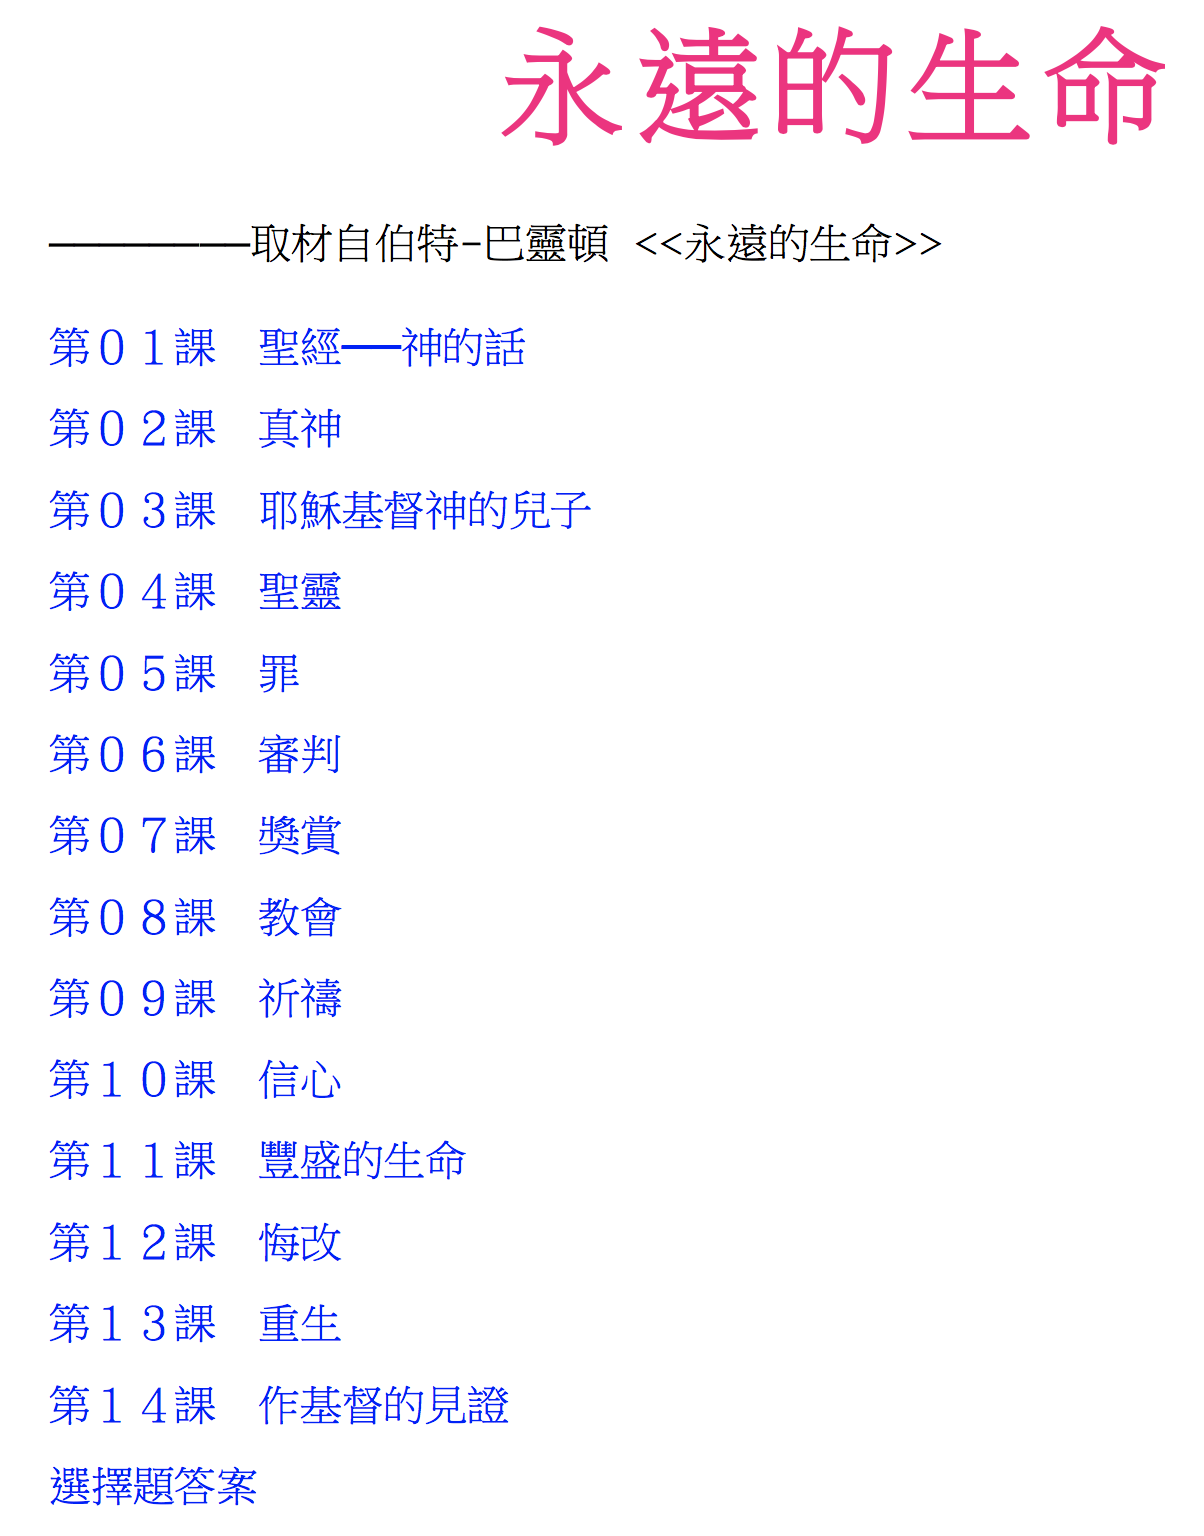 永遠的生命
————————取材自伯特-巴靈頓 <<永遠的生命>>
第０１課　聖經──神的話
第０２課　真神
第０３課　耶穌基督神的兒子
第０４課　聖靈
第０５課　罪
第０６課　審判
第０７課　獎賞
第０８課　教會
第０９課　祈禱
第１０課　信心
第１１課　豐盛的生命
第１２課　悔改
第１３課　重生
第１４課　作基督的見證
選擇題答案